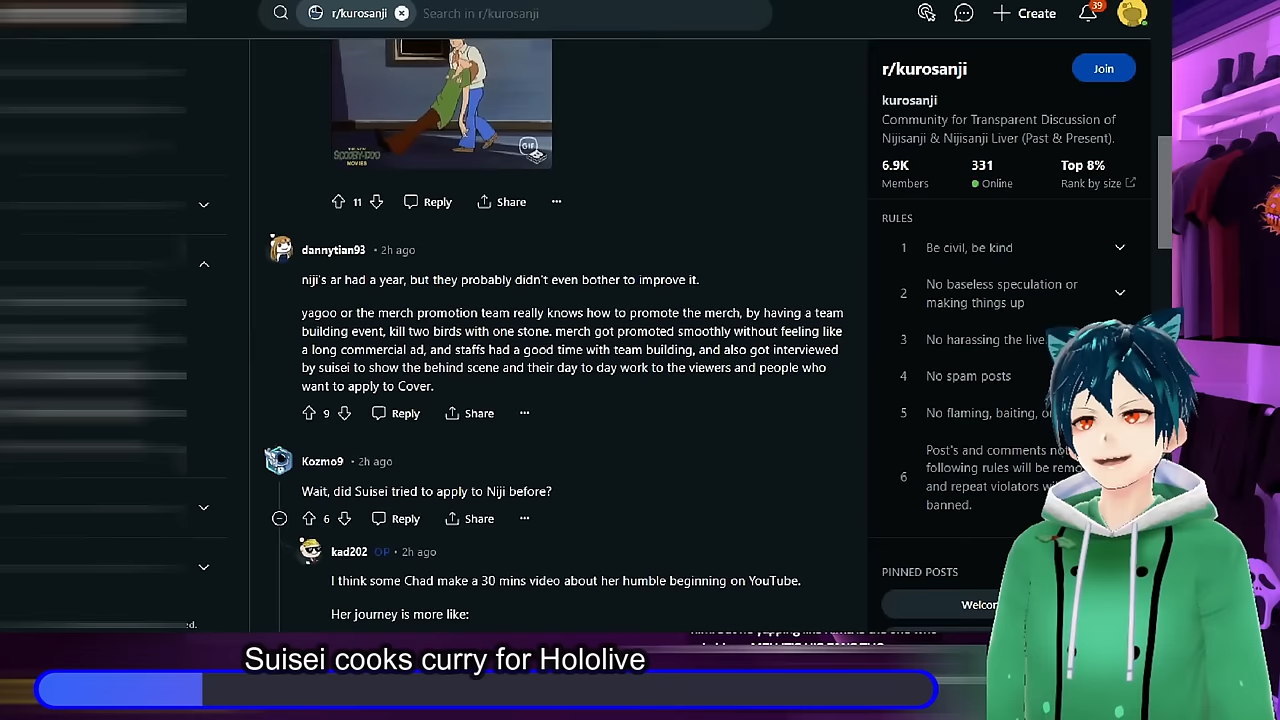 r/kurosanji
Search in r/kurosanji
Create
39
SCOOBY-DOO
MOVIES
GIF
11
Reply
Share
dannytian93 • 2h ago
niji's ar had a year, but they probably didn't even bother to improve it.
yagoo or the merch promotion team really knows how to promote the merch, by having a team
building event, kill two birds with one stone. merch got promoted smoothly without feeling like
a long commercial ad, and staffs had a good time with team building, and also got interviewed
by suisei to show the behind scene and their day to day work to the viewers and people who
want to apply to Cover.
9
Reply
Share
Kozmo9 • 2h ago
Wait, did Suisei tried to apply to Niji before?
6
Reply
Share
kad202 OP • 2h ago
I think some Chad make a 30 mins video about her humble beginning on YouTube.
Her journey is more like:
r/kurosanji
Join
kurosanji
Community for Transparent Discussion of
Nijisanji & Nijisanji Liver (Past & Present).
6.9K
331
Top 8%
Members
Online
Rank by size
RULES
1 Be civil, be kind
2 No baseless speculation or
making things up
3 No harassing the live
4 No spam posts
5 No flaming, baiting, o
6 Post's and comments no
following rules will be remo
and repeat violators wi
banned.
PINNED POSTS
Welcor
ed.
Suisei cooks curry for Hololive